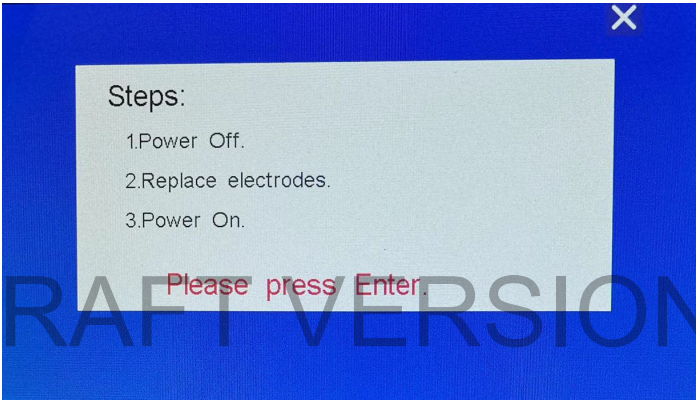 Steps:
1.Power Off.
2.Replace electrodes.
3.Power On.
Please press Enter.
RAFT VERSION